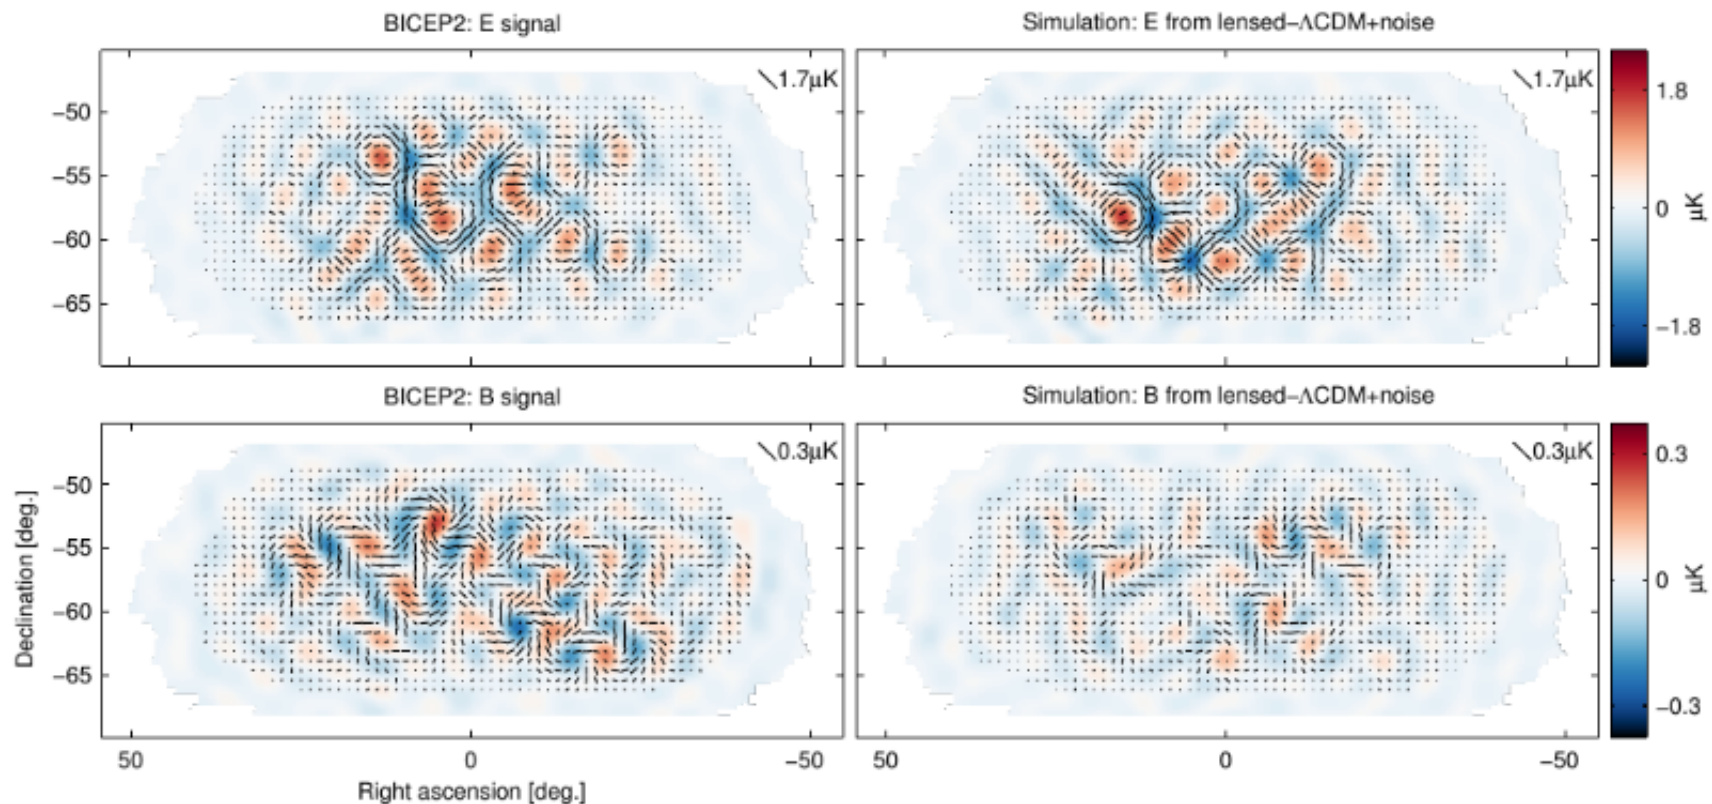 BICEP2: E signal
Simulation: E from lensed−ΛCDM+noise
1.7μK
1.7μK
−50
−55
−60
−65
1.8
0
−1.8
μK
BICEP2: B signal
Simulation: B from lensed−ΛCDM+noise
0.3μK
0.3μK
Declination [deg.]
−50
−55
−60
−65
0.3
0
−0.3
μK
50
0
−50
50
0
−50
Right ascension [deg.]